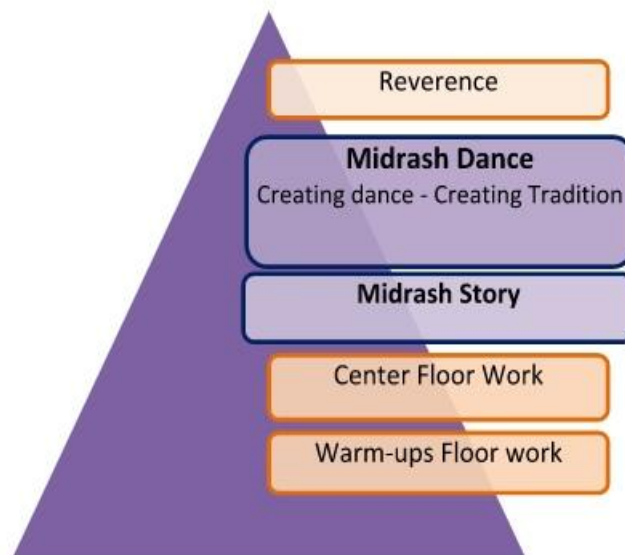 Reverence
Midrash Dance
Creating dance - Creating Tradition
Midrash Story
Center Floor Work
Warm-ups Floor work